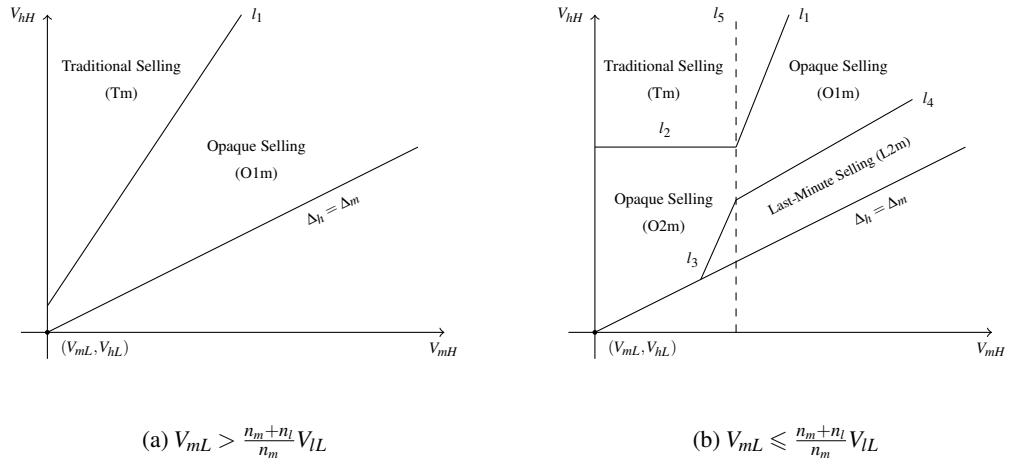 V_{hH}
l_1
Traditional Selling
(Tm)
Opaque Selling
(O1m)
Δ_h = Δ_m
(V_{mL}, V_{hL})
V_{mH}
(a) V_{mL} > \frac{n_m+n_l}{n_m} V_{lL}
V_{hH}
l_5
l_1
Traditional Selling
(Tm)
Opaque Selling
(O1m)
l_2
l_4
Last-Minute Selling (L2m)
Opaque Selling
(O2m)
Δ_h = Δ_m
l_3
(V_{mL}, V_{hL})
V_{mH}
(b) V_{mL} ⩽ \frac{n_m+n_l}{n_m} V_{lL}